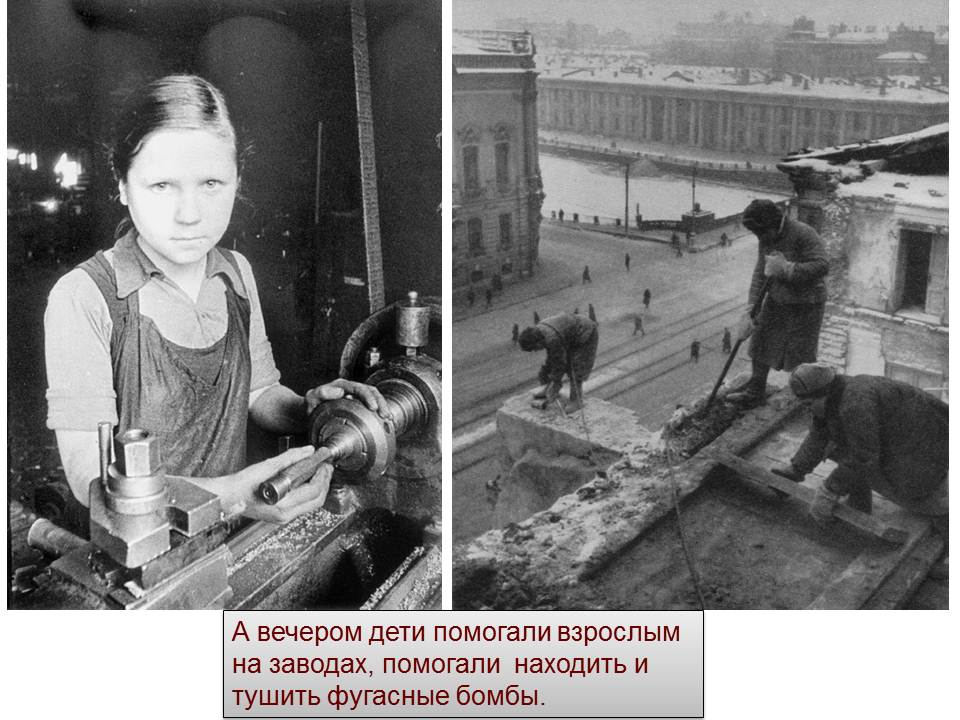 А вечером дети помогали взрослым
на заводах, помогали находить и
тушить фугасные бомбы.